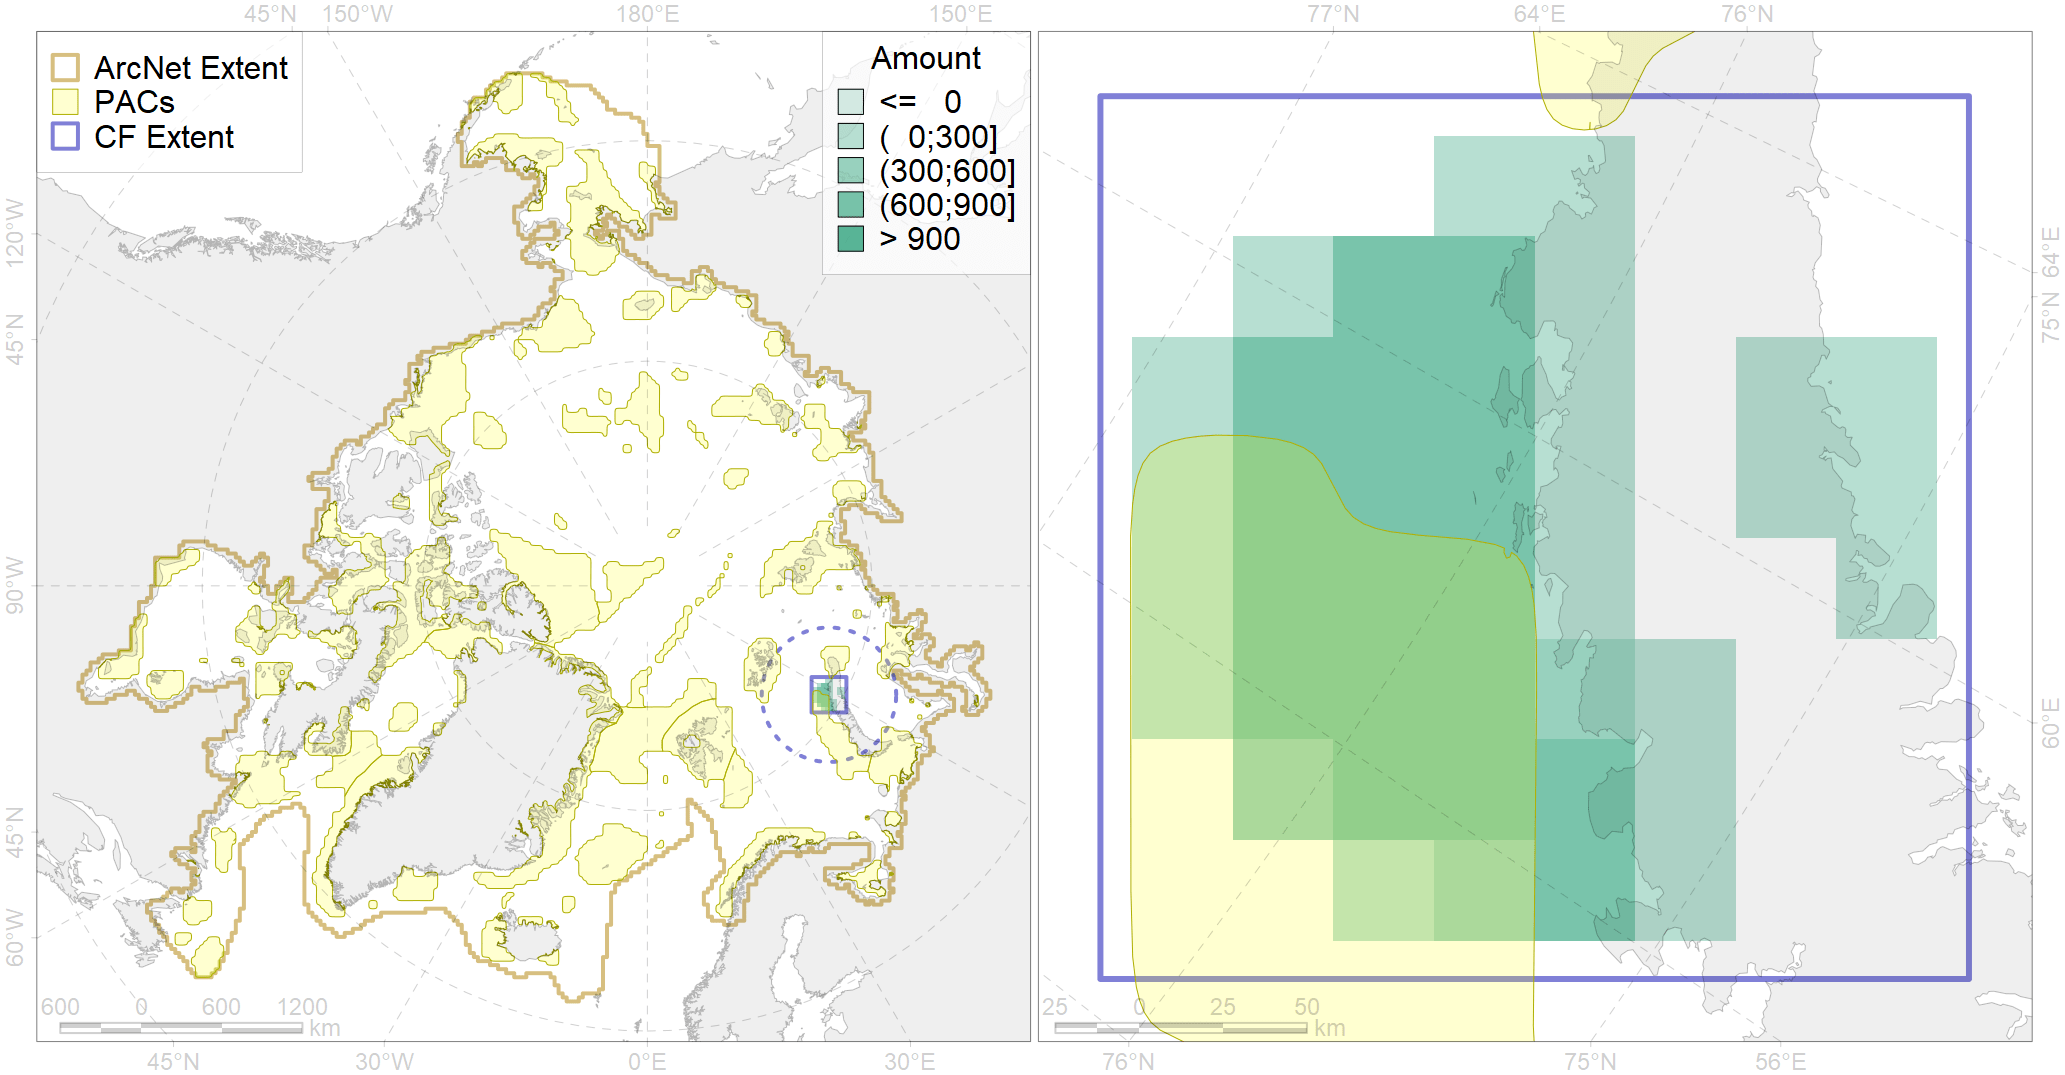 45°N 150°W 180°E 150°E 77°N 64°E 76°N
ArcNet Extent
PACs
CF Extent
Amount
<= 0
( 0;300]
(300;600]
(600;900]
> 900
120°W
45°N
90°W
45°N
60°W
64°E
75°N
60°E
600 0 600 1200
km
25 0 25 50
km
45°N 30°W 0°E 30°E 76°N 75°N 56°E